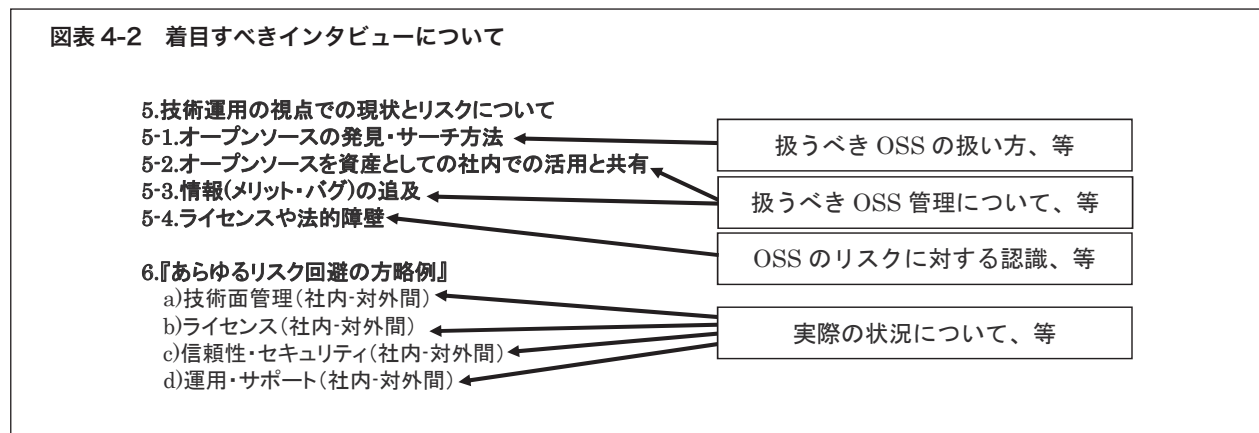 図表 4-2 着目すべきインタビューについて
5.技術運用の視点での現状とリスクについて
5-1.オープンソースの発見・サーチ方法
5-2.オープンソースを資産としての社内での活用と共有
5-3.情報(メリット・バグ)の追及
5-4.ライセンスや法的障壁
6.『あらゆるリスク回避の方略例』
a)技術面管理(社内-対外間)
b)ライセンス(社内-対外間)
c)信頼性・セキュリティ(社内-対外間)
d)運用・サポート(社内-対外間)
扱うべき OSS の扱い方、等
扱うべき OSS 管理について、等
OSS のリスクに対する認識、等
実際の状況について、等